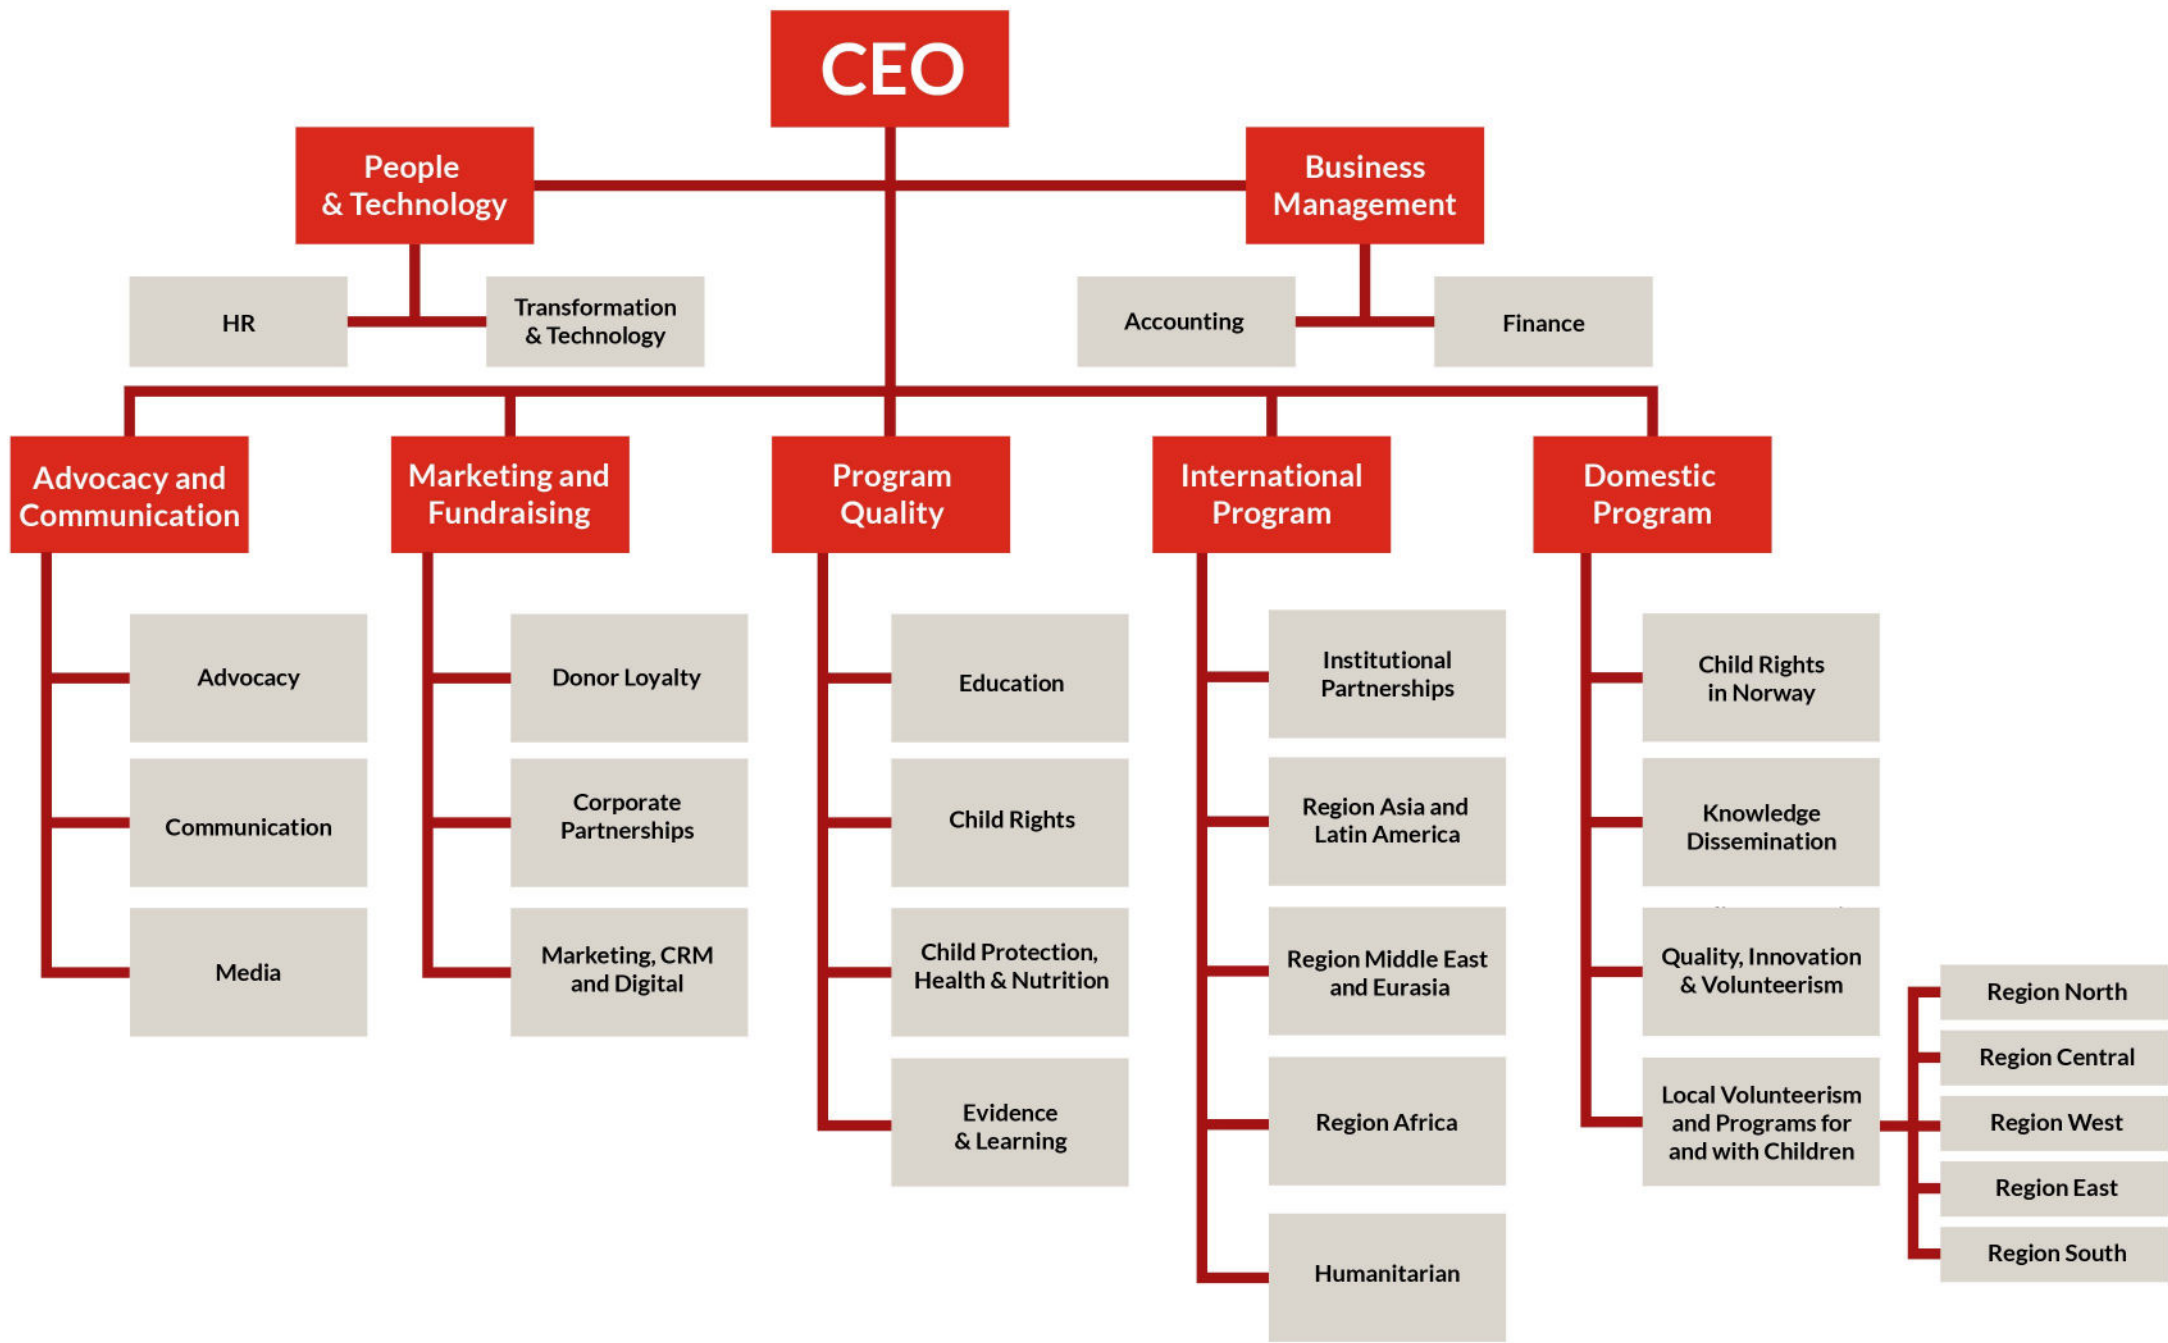 CEO
People
& Technology
Business
Management
HR
Transformation
& Technology
Accounting
Finance
Advocacy and
Communication
Marketing and
Fundraising
Program
Quality
International
Program
Domestic
Program
Advocacy
Communication
Media
Donor Loyalty
Corporate
Partnerships
Marketing, CRM
and Digital
Education
Child Rights
Child Protection,
Health & Nutrition
Evidence
& Learning
Institutional
Partnerships
Region Asia and
Latin America
Region Middle East
and Eurasia
Region Africa
Humanitarian
Child Rights
in Norway
Knowledge
Dissemination
Quality, Innovation
& Volunteerism
Local Volunteerism
and Programs for
and with Children
Region North
Region Central
Region West
Region East
Region South